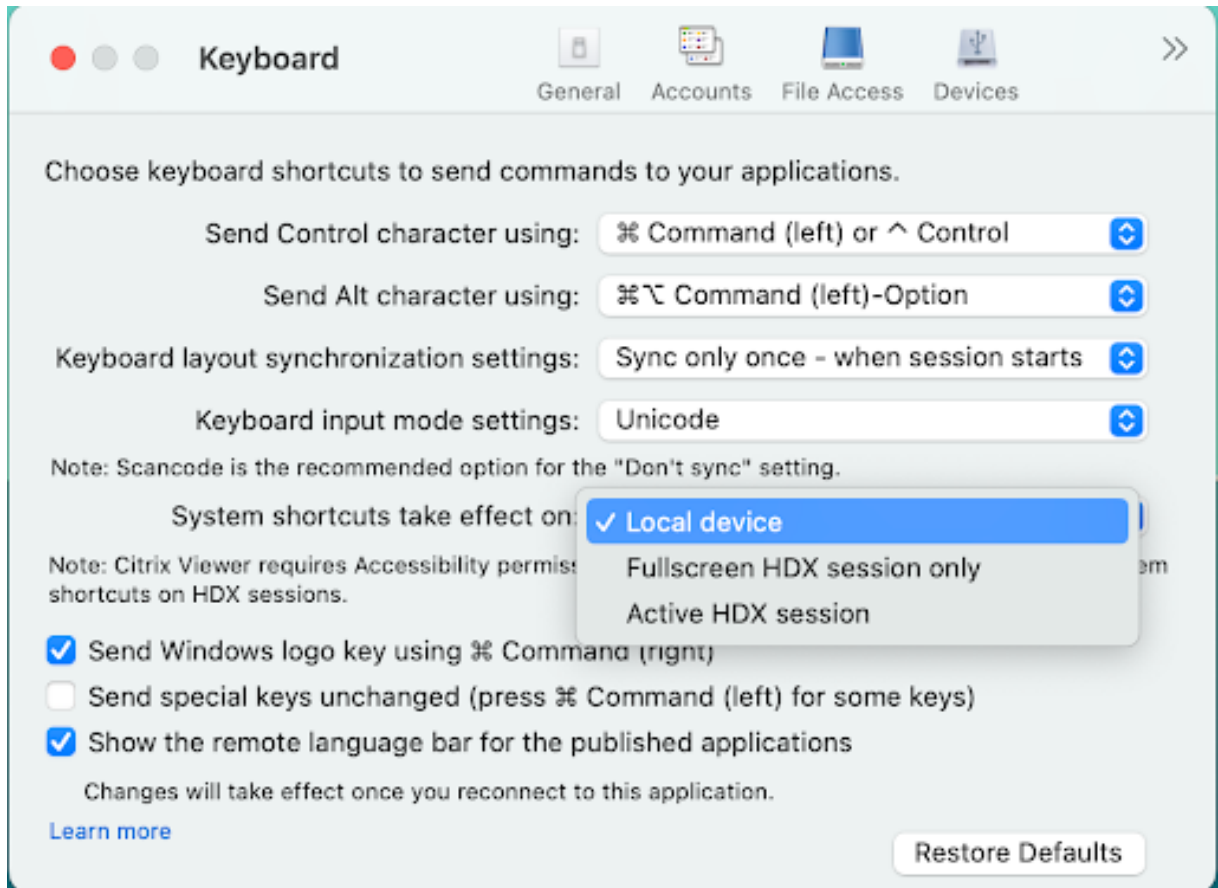 Keyboard
General
Accounts
File Access
Devices
Choose keyboard shortcuts to send commands to your applications.
Send Control character using: ⌘ Command (left) or ^ Control
Send Alt character using: ⌘⌥ Command (left)-Option
Keyboard layout synchronization settings: Sync only once - when session starts
Keyboard input mode settings: Unicode
Note: Scancode is the recommended option for the "Don't sync" setting.
System shortcuts take effect on: ✓ Local device
Fullscreen HDX session only
Active HDX session
Note: Citrix Viewer requires Accessibility
shortcuts on HDX sessions.
Send Windows logo key using ⌘ Command (right)
Send special keys unchanged (press ⌘ Command (left) for some keys)
Show the remote language bar for the published applications
Changes will take effect once you reconnect to this application.
Learn more
Restore Defaults